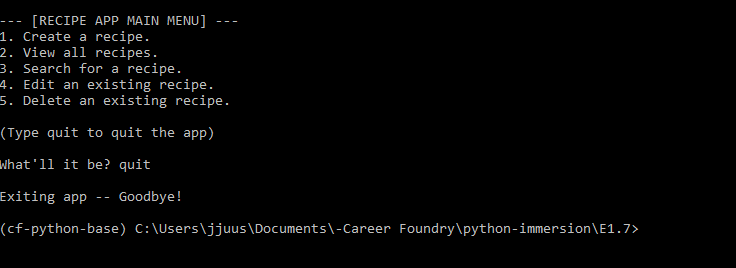 --- [RECIPE APP MAIN MENU] ---
1. Create a recipe.
2. View all recipes.
3. Search for a recipe.
4. Edit an existing recipe.
5. Delete an existing recipe.
(Type quit to quit the app)
What'll it be? quit
Exiting app -- Goodbye!
(cf-python-base) C:\Users\jjuus\Documents\-Career Foundry\python-immersion\E1.7>